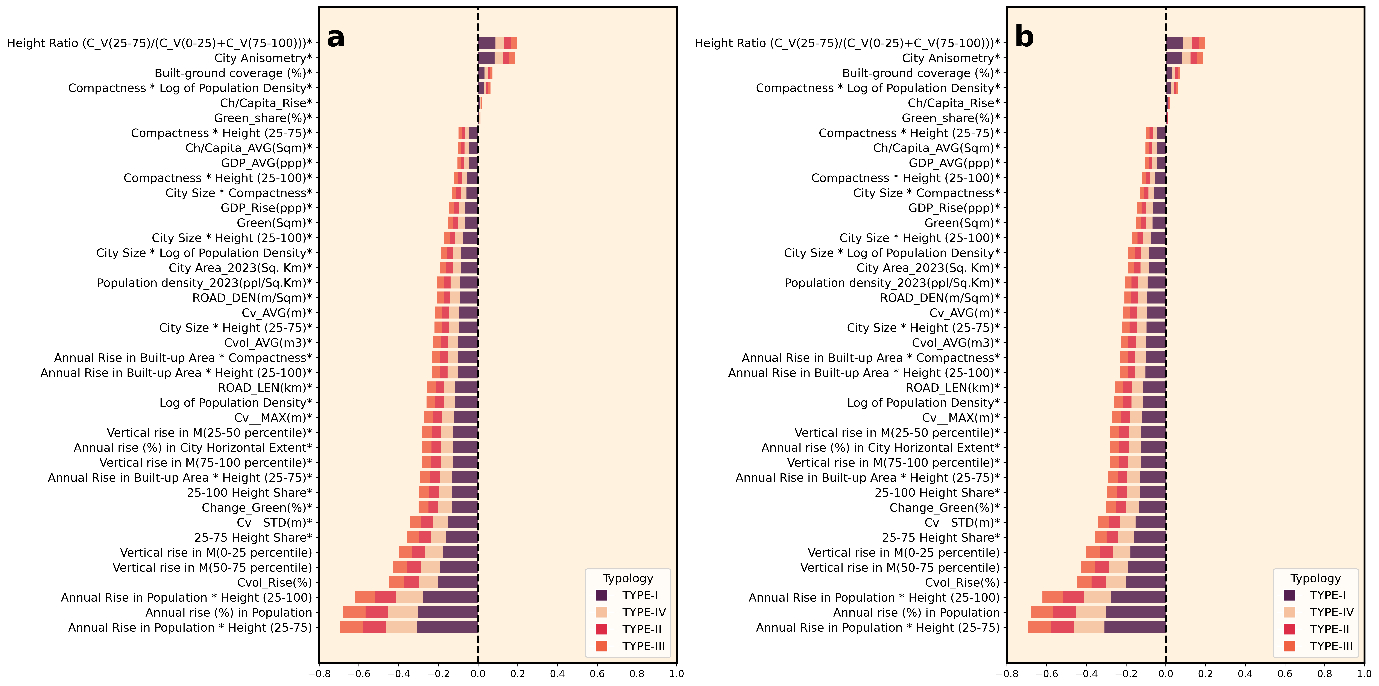 a
Height Ratio (C_V(25-75)/(C_V(0-25)+C_V(75-100)))*
City Anisometry*
Built-ground coverage (%)*
Compactness * Log of Population Density*
Ch/Capita_Rise*
Green_share(%)*
Compactness * Height (25-75)*
Ch/Capita_AVG(Sqm)*
GDP_AVG(ppp)*
Compactness * Height (25-100)*
City Size * Compactness*
GDP_Rise(ppp)*
Green(Sqm)*
City Size * Height (25-100)*
City Size * Log of Population Density*
City Area_2023(Sq. Km)*
Population density_2023(ppl/Sq.Km)*
ROAD_DEN(m/Sqm)*
Cv_AVG(m)*
City Size * Height (25-75)*
Cvol_AVG(m3)*
Annual Rise in Built-up Area * Compactness*
Annual Rise in Built-up Area * Height (25-100)*
ROAD_LEN(km)*
Log of Population Density*
Cv__MAX(m)*
Vertical rise in M(25-50 percentile)*
Annual rise (%) in City Horizontal Extent*
Vertical rise in M(75-100 percentile)*
Annual Rise in Built-up Area * Height (25-75)*
25-100 Height Share*
Change_Green(%)*
Cv__STD(m)*
25-75 Height Share*
Vertical rise in M(0-25 percentile)
Vertical rise in M(50-75 percentile)
Cvol_Rise(%)
Annual Rise in Population * Height (25-100)
Annual rise (%) in Population
Annual Rise in Population * Height (25-75)
Typology
TYPE-I
TYPE-IV
TYPE-II
TYPE-III
−0.8 −0.6 −0.4 −0.2 0.0 0.2 0.4 0.6 0.8 1.0
b
Height Ratio (C_V(25-75)/(C_V(0-25)+C_V(75-100)))*
City Anisometry*
Built-ground coverage (%)*
Compactness * Log of Population Density*
Ch/Capita_Rise*
Green_share(%)*
Compactness * Height (25-75)*
Ch/Capita_AVG(Sqm)*
GDP_AVG(ppp)*
Compactness * Height (25-100)*
City Size * Compactness*
GDP_Rise(ppp)*
Green(Sqm)*
City Size * Height (25-100)*
City Size * Log of Population Density*
City Area_2023(Sq. Km)*
Population density_2023(ppl/Sq.Km)*
ROAD_DEN(m/Sqm)*
Cv_AVG(m)*
City Size * Height (25-75)*
Cvol_AVG(m3)*
Annual Rise in Built-up Area * Compactness*
Annual Rise in Built-up Area * Height (25-100)*
ROAD_LEN(km)*
Log of Population Density*
Cv__MAX(m)*
Vertical rise in M(25-50 percentile)*
Annual rise (%) in City Horizontal Extent*
Vertical rise in M(75-100 percentile)*
Annual Rise in Built-up Area * Height (25-75)*
25-100 Height Share*
Change_Green(%)*
Cv__STD(m)*
25-75 Height Share*
Vertical rise in M(0-25 percentile)
Vertical rise in M(50-75 percentile)
Cvol_Rise(%)
Annual Rise in Population * Height (25-100)
Annual rise (%) in Population
Annual Rise in Population * Height (25-75)
Typology
TYPE-I
TYPE-IV
TYPE-II
TYPE-III
−0.8 −0.6 −0.4 −0.2 0.0 0.2 0.4 0.6 0.8 1.0